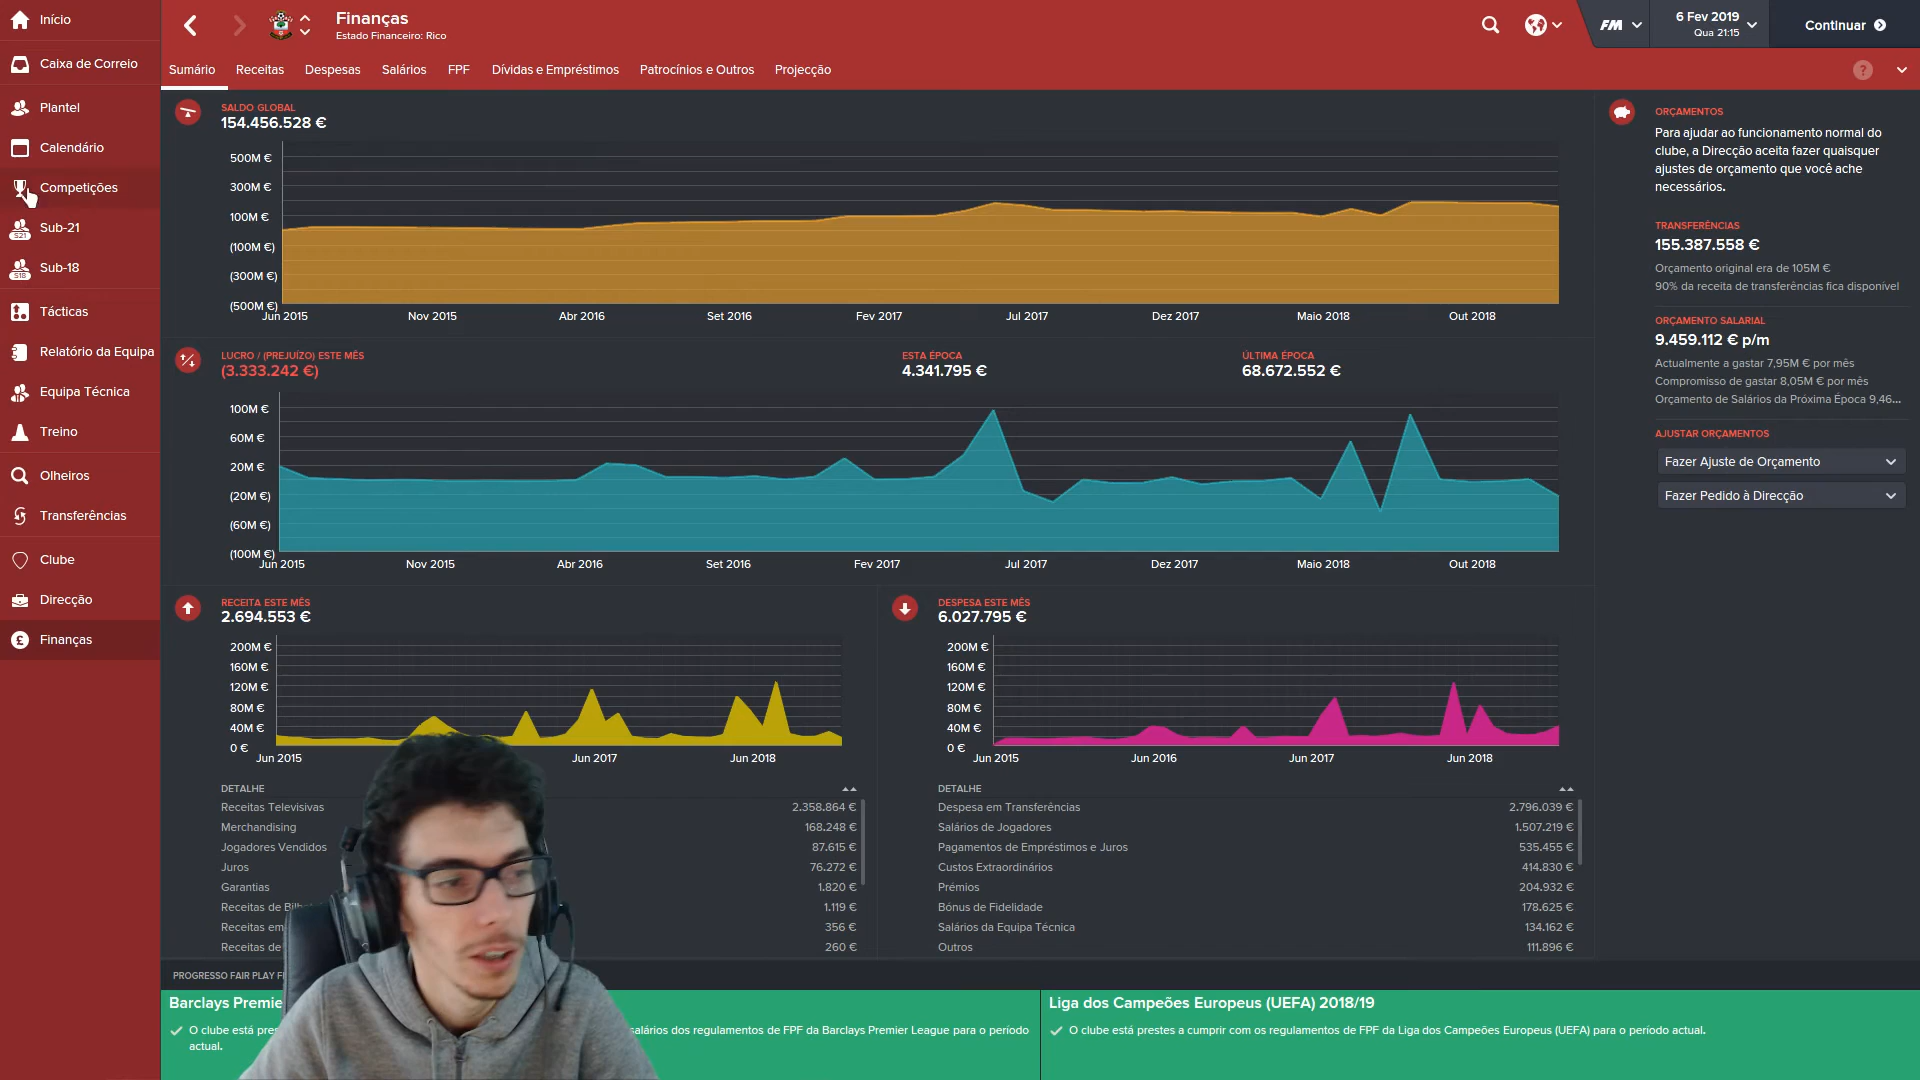 Início
Caixa de Correio
Plantel
Calendário
Competições
Sub-21
Sub-18
Tácticas
Relatório da Equipa
Equipa Técnica
Treino
Olheiros
Transferências
Clube
Direcção
Finanças
Finanças
Estado Financeiro: Rico
FM
6 Fev 2019
Qua 21:15
Continuar
Sumário
Receitas
Despesas
Salários
FPF
Dívidas e Empréstimos
Patrocínios e Outros
Projecção
?
SALDO GLOBAL
154.456.528 €
500M €
300M €
100M €
(100M €)
(300M €)
(500M €)
Jun 2015
Nov 2015
Abr 2016
Set 2016
Fev 2017
Jul 2017
Dez 2017
Maio 2018
Out 2018
LUCRO / (PREJUÍZO) ESTE MÊS
(3.333.242 €)
ESTA ÉPOCA
4.341.795 €
ÚLTIMA ÉPOCA
68.672.552 €
100M €
60M €
20M €
(20M €)
(60M €)
(100M €)
Jun 2015
Nov 2015
Abr 2016
Set 2016
Fev 2017
Jul 2017
Dez 2017
Maio 2018
Out 2018
RECEITA ESTE MÊS
2.694.553 €
200M €
160M €
120M €
80M €
40M €
0 €
Jun 2015
Jun 2017
Jun 2018
DETALHE
Receitas Televisivas 2.358.864 €
Merchandising 168.248 €
Jogadores Vendidos 87.615 €
Juros 76.272 €
Garantias 1.820 €
Receitas de 1.119 €
Receitas em 356 €
Receitas de 260 €
DESPESA ESTE MÊS
6.027.795 €
200M €
160M €
120M €
80M €
40M €
0 €
Jun 2015
Jun 2016
Jun 2017
Jun 2018
DETALHE
Despesa em Transferências 2.796.039 €
Salários de Jogadores 1.507.219 €
Pagamentos de Empréstimos e Juros 535.455 €
Custos Extraordinários 414.830 €
Prémios 204.932 €
Bónus de Fidelidade 178.625 €
Salários da Equipa Técnica 134.162 €
Outros 111.896 €
ORÇAMENTOS
Para ajudar ao funcionamento normal do
clube, a Direcção aceita fazer quaisquer
ajustes de orçamento que você ache
necessários.
TRANSFERÊNCIAS
155.387.558 €
Orçamento original era de 105M €
90% da receita de transferências fica disponível
ORÇAMENTO SALARIAL
9.459.112 € p/m
Actualmente a gastar 7,95M € por mês
Compromisso de gastar 8,05M € por mês
Orçamento de Salários da Próxima Época 9,46...
AJUSTAR ORÇAMENTOS
Fazer Ajuste de Orçamento
Fazer Pedido à Direcção
PROGRESSO FAIR PLAY
Barclays
O clube está salários dos regulamentos de FPF da Barclays Premier League para o período
actual.
Liga dos Campeões Europeus (UEFA) 2018/19
O clube está prestes a cumprir com os regulamentos de FPF da Liga dos Campeões Europeus (UEFA) para o período actual.